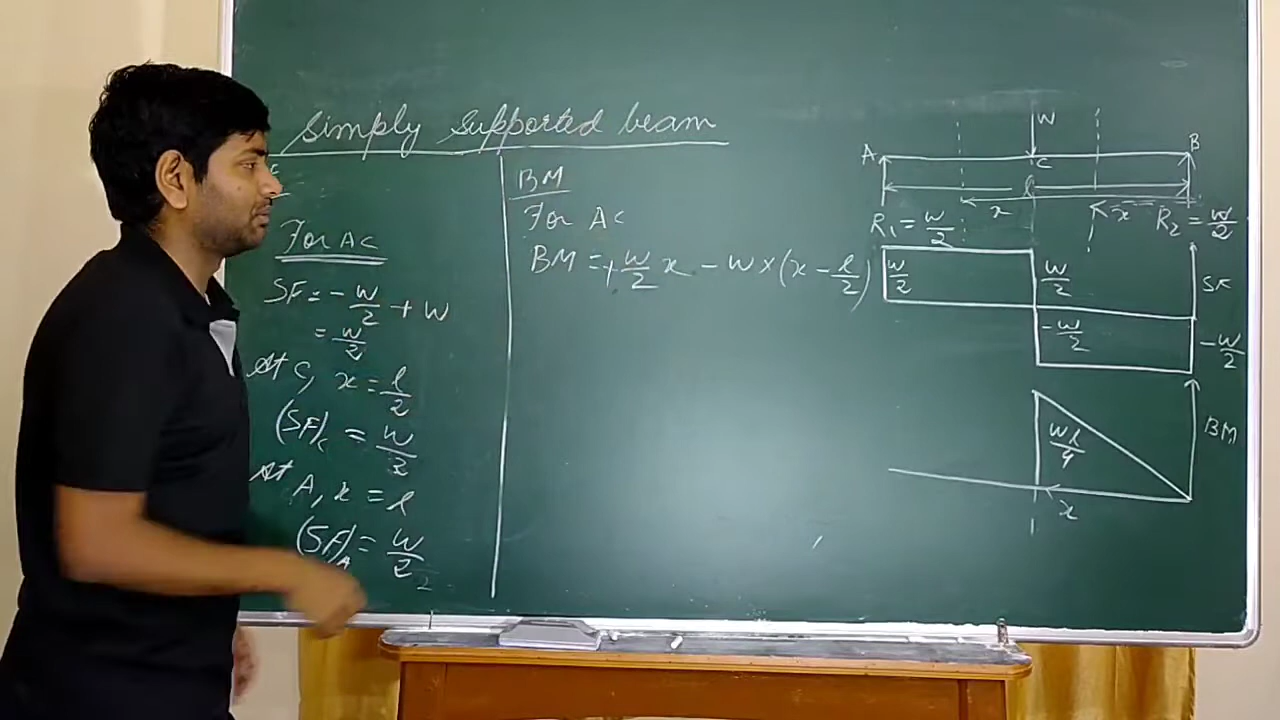 Simply supported beam
For AC
SF = - W/2 + W
= W/2
At C, x = l/2
(SF)c = W/2
At A, x = l
(SF)A = W/2
BM
For AC
BM = + W/2 x - W × (x - l/2)
W
A
C
B
l
x
x
R1 = W/2
R2 = W/2
W/2
W/2
SF
- W/2
- W/2
Wl/4
BM
x